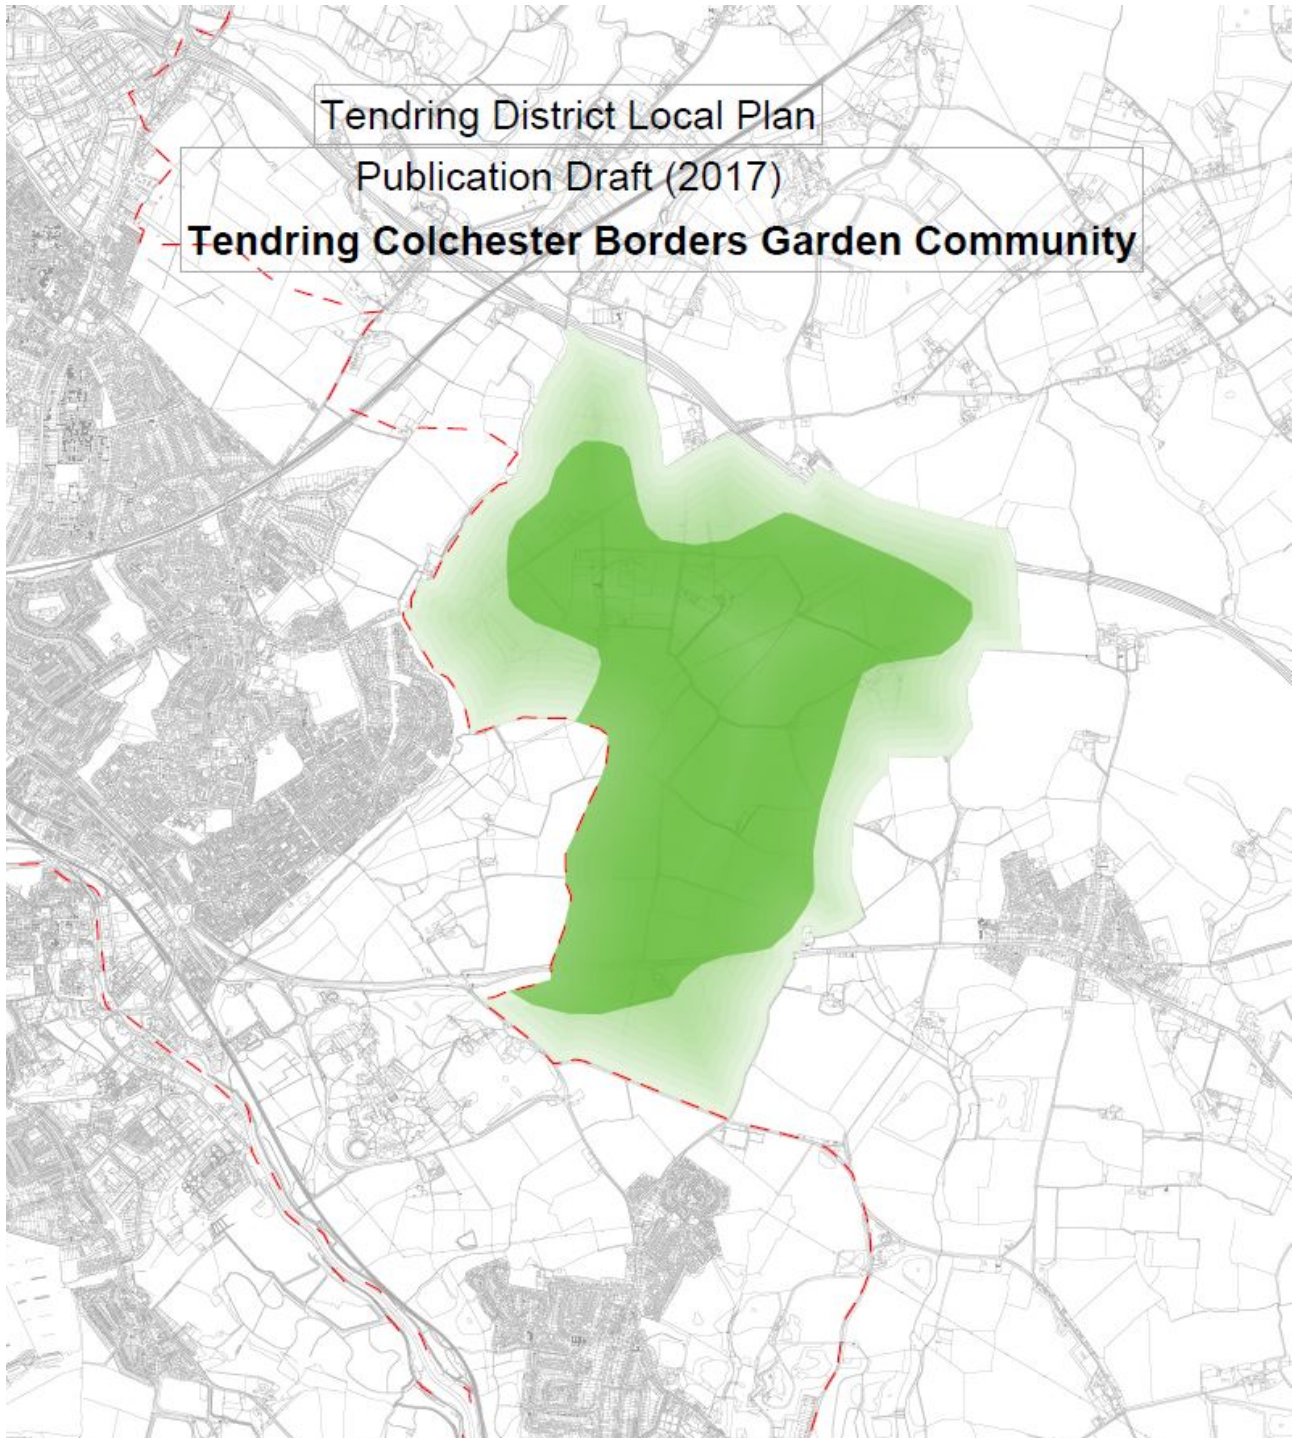 Tendring District Local Plan
Publication Draft (2017)
Tendring Colchester Borders Garden Community